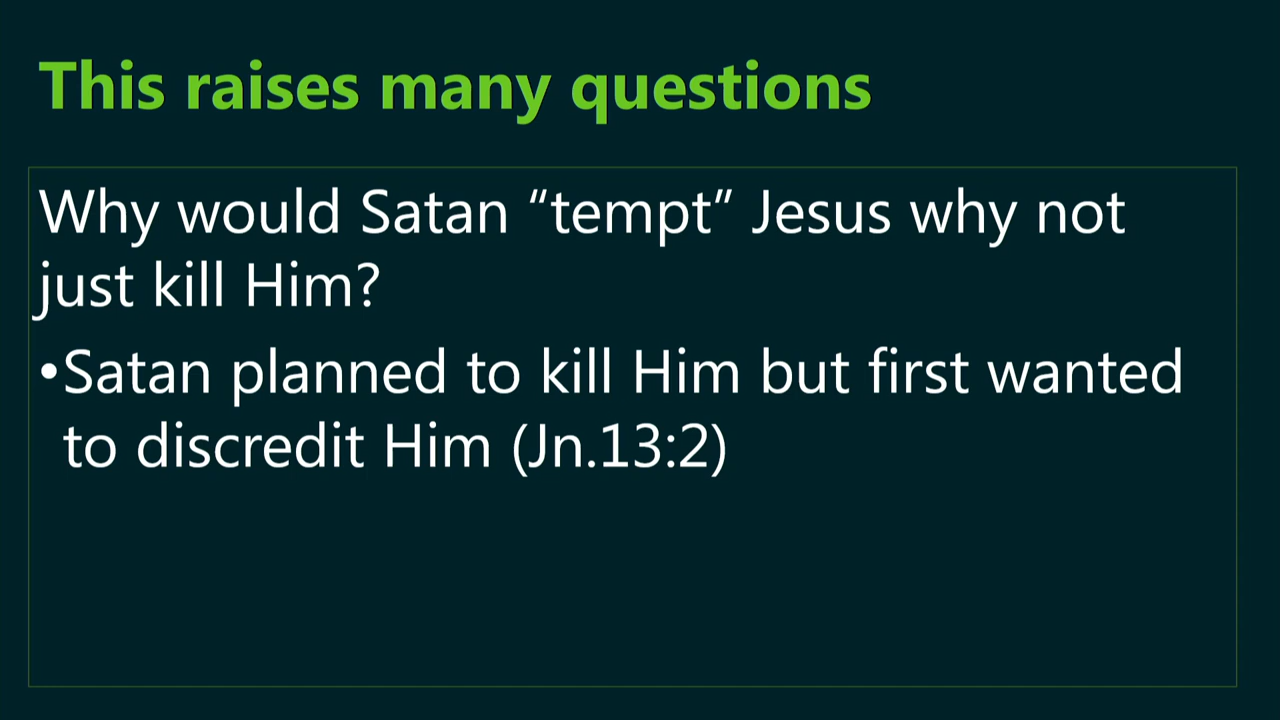 This raises many questions
Why would Satan “tempt” Jesus why not
just kill Him?
•Satan planned to kill Him but first wanted
to discredit Him (Jn.13:2)